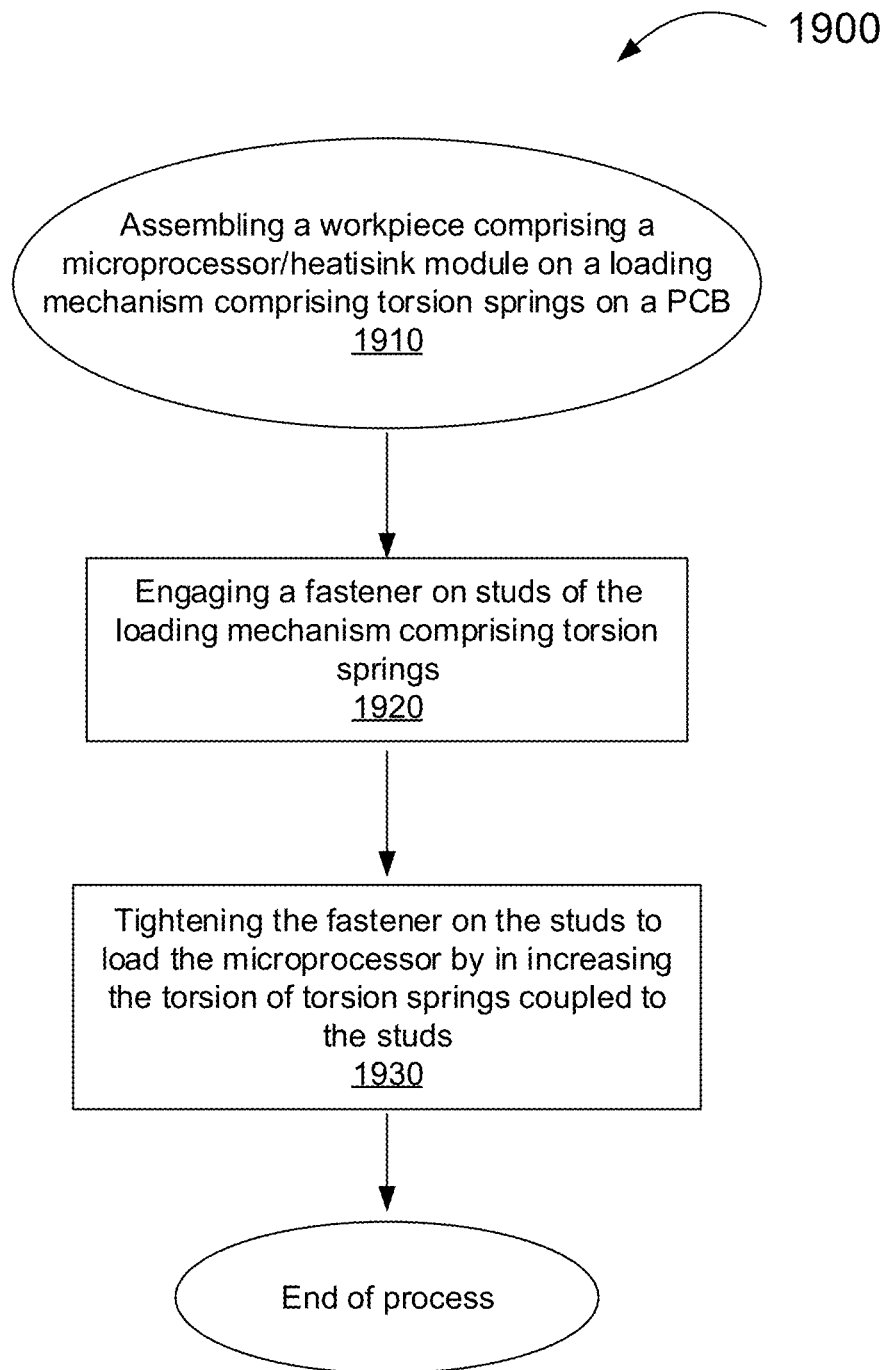 1900
Assembling a workpiece comprising a
microprocessor/heatisink module on a loading
mechanism comprising torsion springs on a PCB
1910
Engaging a fastener on studs of the
loading mechanism comprising torsion
springs
1920
Tightening the fastener on the studs to
load the microprocessor by in increasing
the torsion of torsion springs coupled to
the studs
1930
End of process